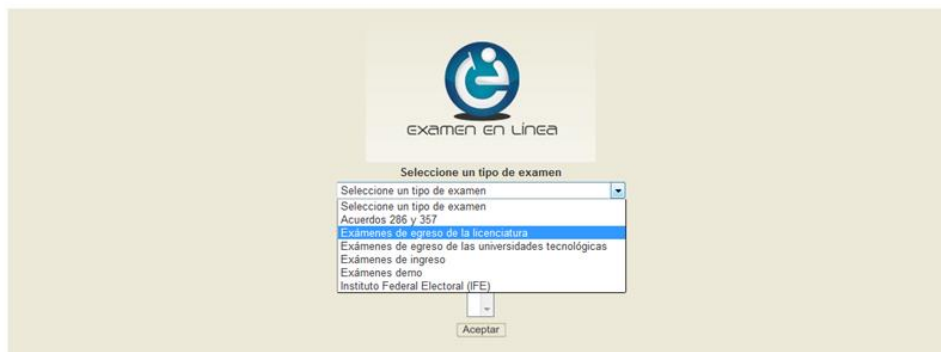 examen en Línea
Seleccione un tipo de examen
Seleccione un tipo de examen
Seleccione un tipo de examen
Acuerdos 286 y 357
Exámenes de egreso de la licenciatura
Exámenes de egreso de las universidades tecnológicas
Exámenes de ingreso
Exámenes demo
Instituto Federal Electoral (IFE)
Aceptar